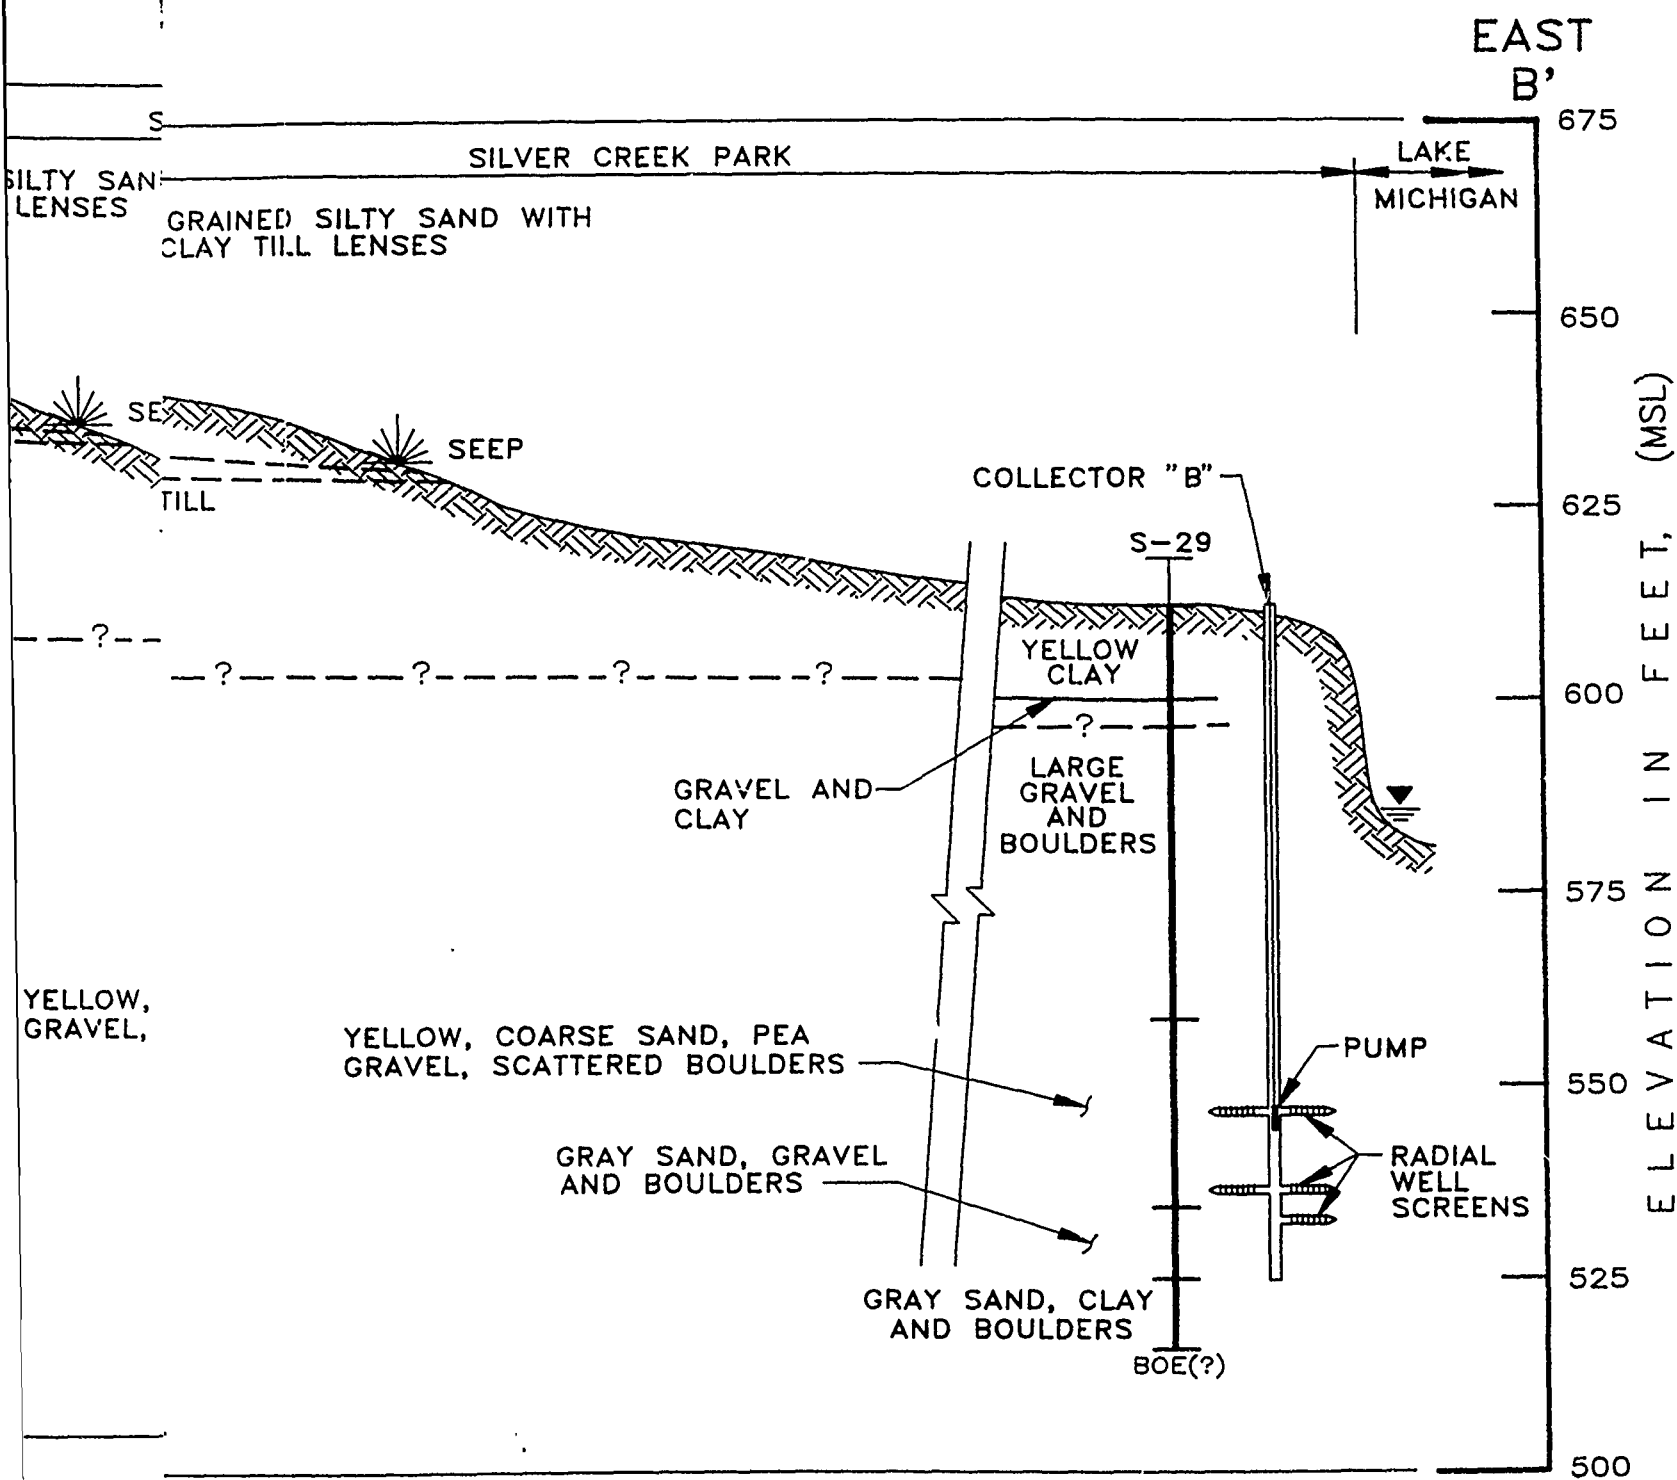 EAST
B'
675
S
SILVER CREEK PARK
LAKE
MICHIGAN
SILTY SAN
LENSES
GRAINED SILTY SAND WITH
CLAY TILL LENSES
650
SE
SEEP
TILL
COLLECTOR "B"
625
S-29
?
? ? ? ?
YELLOW
CLAY
600
?
GRAVEL AND
CLAY
LARGE
GRAVEL
AND
BOULDERS
575
ELEVATION IN FEET, (MSL)
YELLOW,
GRAVEL,
YELLOW, COARSE SAND, PEA
GRAVEL, SCATTERED BOULDERS
PUMP
550
GRAY SAND, GRAVEL
AND BOULDERS
RADIAL
WELL
SCREENS
525
GRAY SAND, CLAY
AND BOULDERS
BOE(?)
500